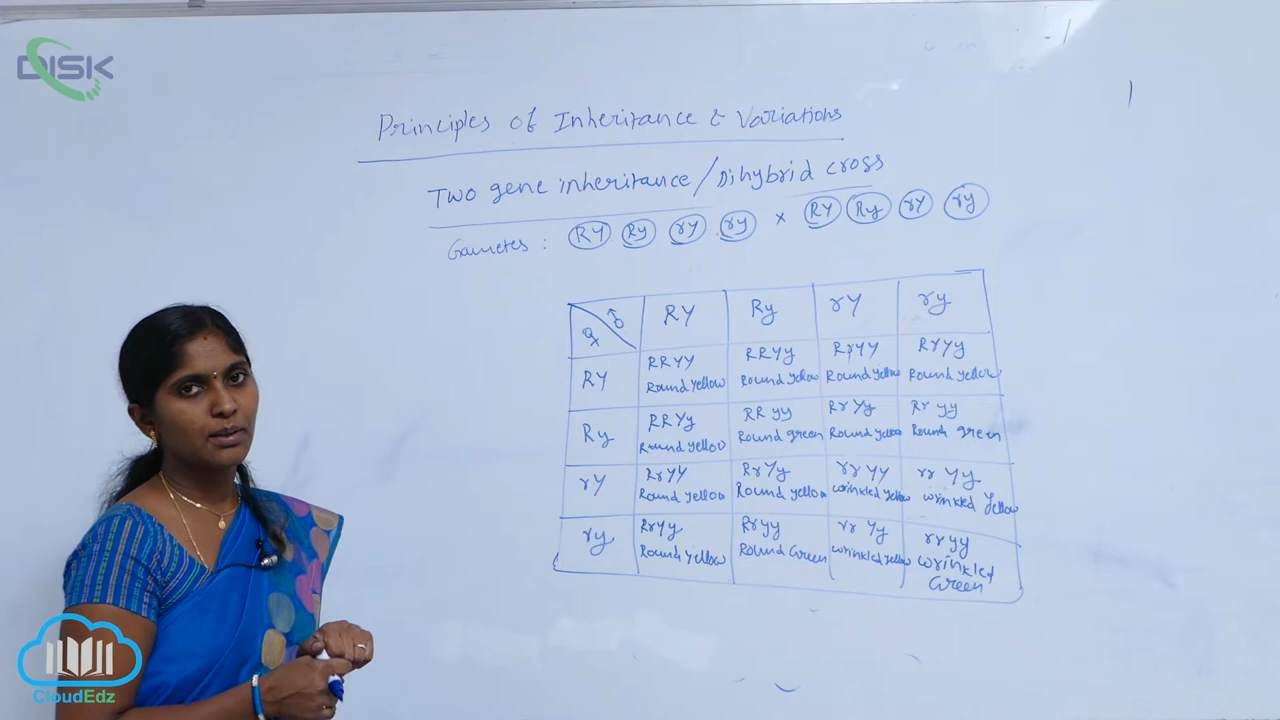 DISK
Principles of Inheritance & Variations
Two gene inheritance / Dihybrid cross
Gametes : RY Ry rY ry × RY Ry rY ry
♀ ♂ RY Ry rY ry
RY RRYY RRYy RrYY RrYy
Round yellow Round yellow Round yellow Round yellow
Ry RRYy RRyy RrYy Rryy
Round yellow Round green Round yellow Round green
rY RrYY RrYy rrYY rrYy
Round yellow Round yellow wrinkled yellow wrinkled yellow
ry RrYy Rryy rrYy rryy
Round yellow Round Green wrinkled yellow wrinkled
Green
CloudEdz